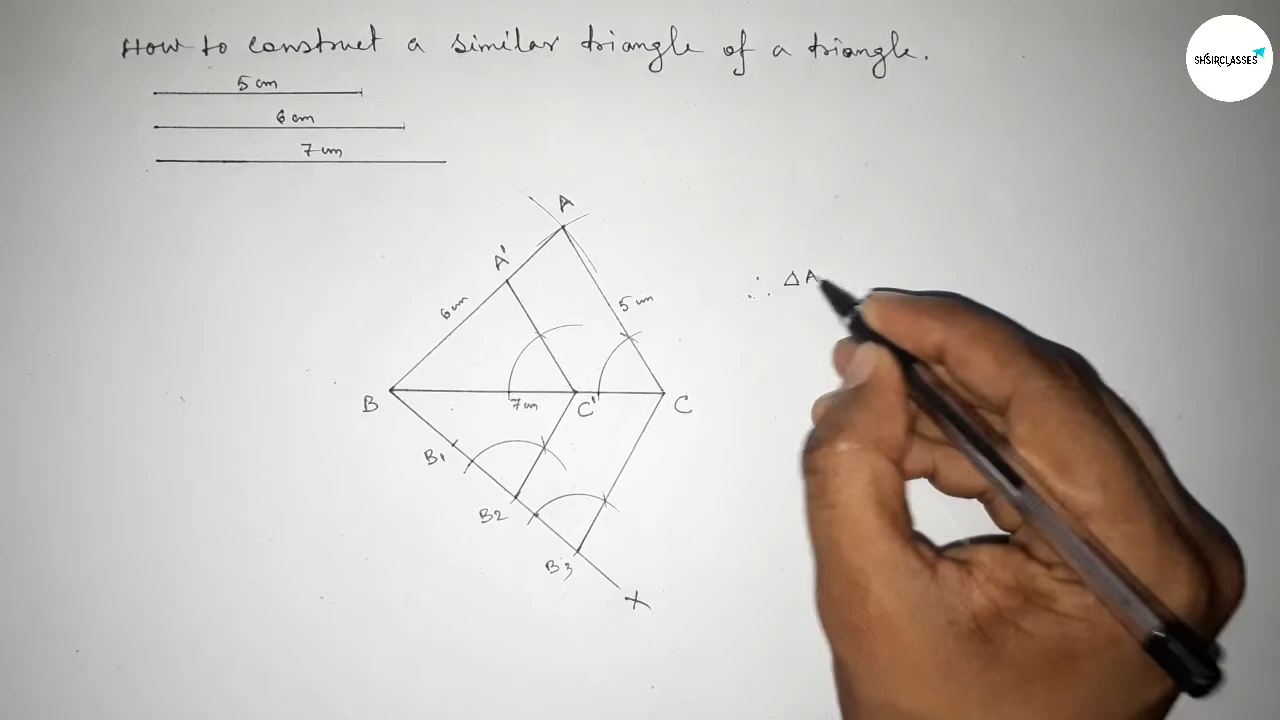 How to construct a similar triangle of a triangle.
SHSIRCLASSES
5 cm
6 cm
7 cm
A
A'
6 cm
5 cm
∴ △A
B
7 cm
C'
C
B1
B2
B3
X